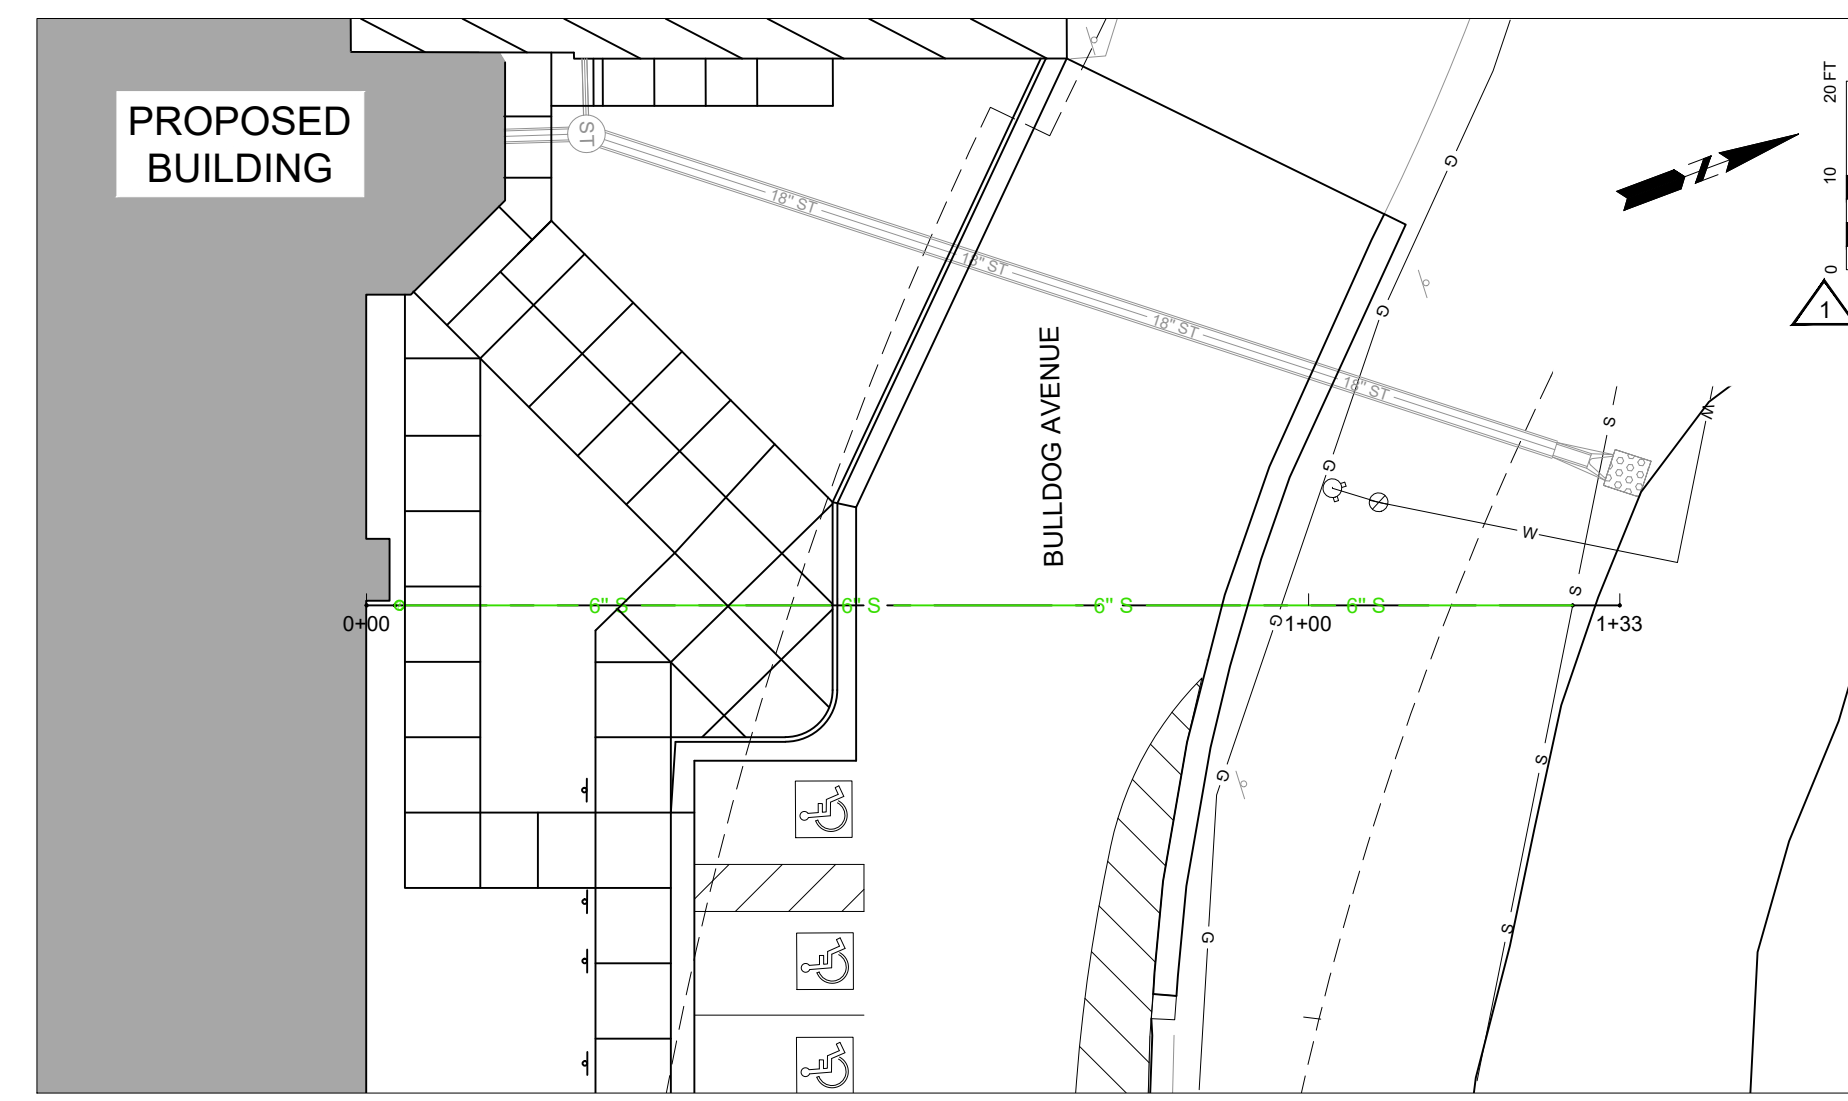 PROPOSED
BUILDING
ST
18" ST
18" ST
18" ST
18" ST
BULLDOG AVENUE
G
G
G
G
G
G
W
W
S
S
S
S
N
20 FT
10
0
1
6" S
6" S
6" S
6" S
0+00
1+00
1+33